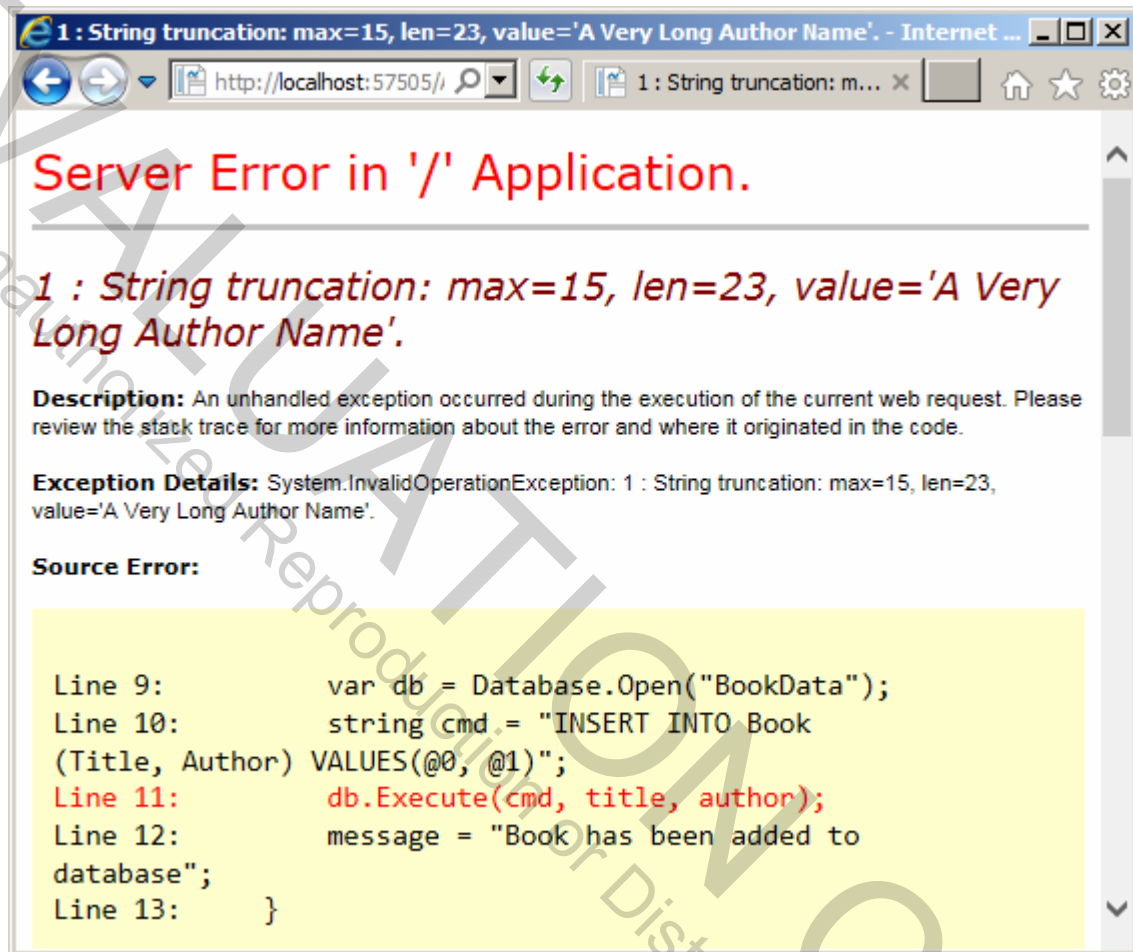 1 : String truncation: max=15, len=23, value='A Very Long Author Name'. - Internet ...
http://localhost:57505/
1 : String truncation: m...
Server Error in '/' Application.
1 : String truncation: max=15, len=23, value='A Very
Long Author Name'.
Description: An unhandled exception occurred during the execution of the current web request. Please
review the stack trace for more information about the error and where it originated in the code.
Exception Details: System.InvalidOperationException: 1 : String truncation: max=15, len=23,
value='A Very Long Author Name'.
Source Error:
Line 9:         var db = Database.Open("BookData");
Line 10:         string cmd = "INSERT INTO Book
(Title, Author) VALUES(@0, @1)";
Line 11:         db.Execute(cmd, title, author);
Line 12:         message = "Book has been added to
database";
Line 13:     }
VALUATION O
Reproduction or Dist